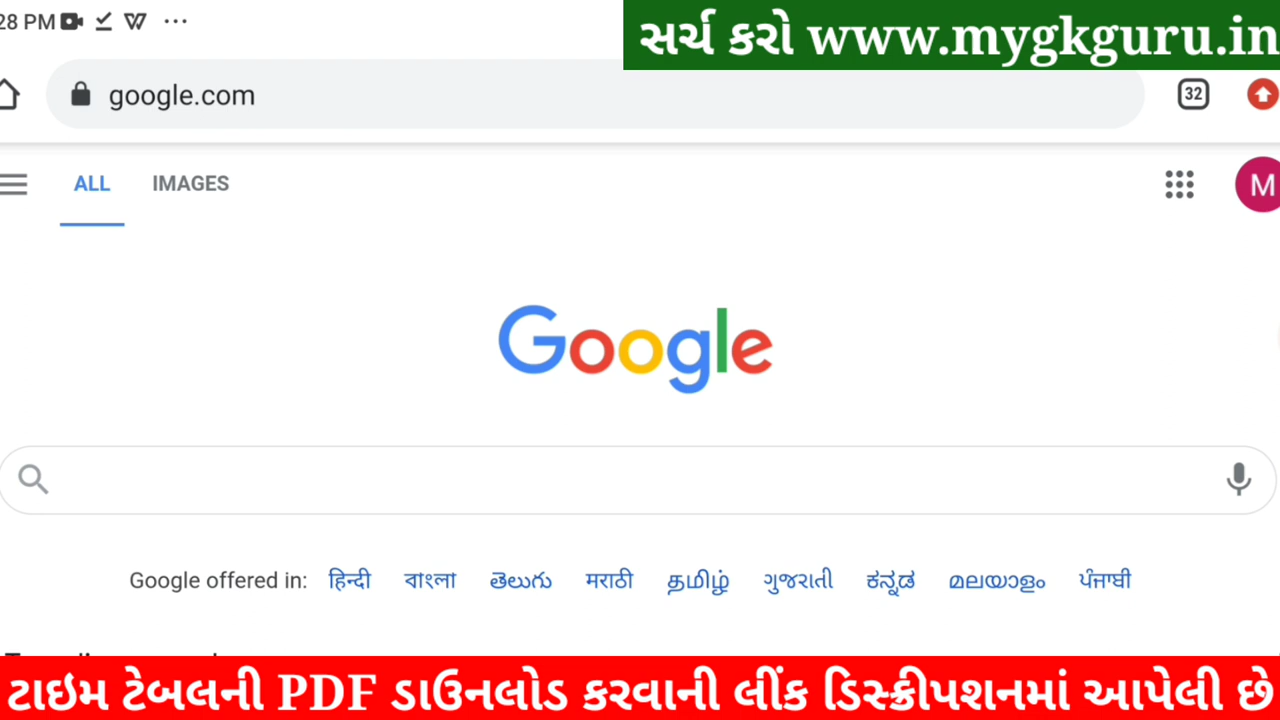 28 PM ...
સર્ચ કરો www.mygkguru.in
google.com
32
ALL IMAGES
M
Google
Google offered in: हिन्दी বাংলা తెలుగు मराठी தமிழ் ગુજરાતી ಕನ್ನಡ മലയാളം ਪੰਜਾਬੀ
ટાઇમ ટેબલની PDF ડાઉનલોડ કરવાની લીંક ડિસ્ક્રીપશનમાં આપેલી છે